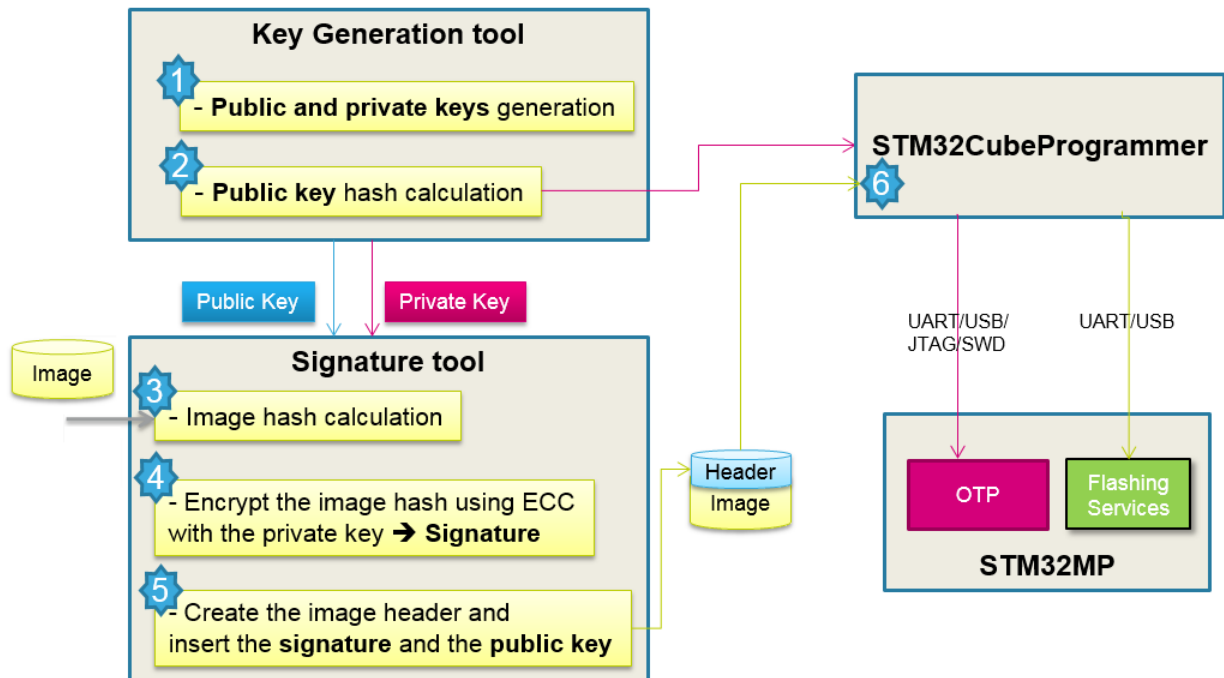 Key Generation tool
1
- Public and private keys generation
2
- Public key hash calculation
STM32CubeProgrammer
6
Public Key
Private Key
UART/USB/
JTAG/SWD
UART/USB
Image
Signature tool
3
- Image hash calculation
4
- Encrypt the image hash using ECC
with the private key ➔ Signature
5
- Create the image header and
insert the signature and the public key
Header
Image
OTP
Flashing
Services
STM32MP